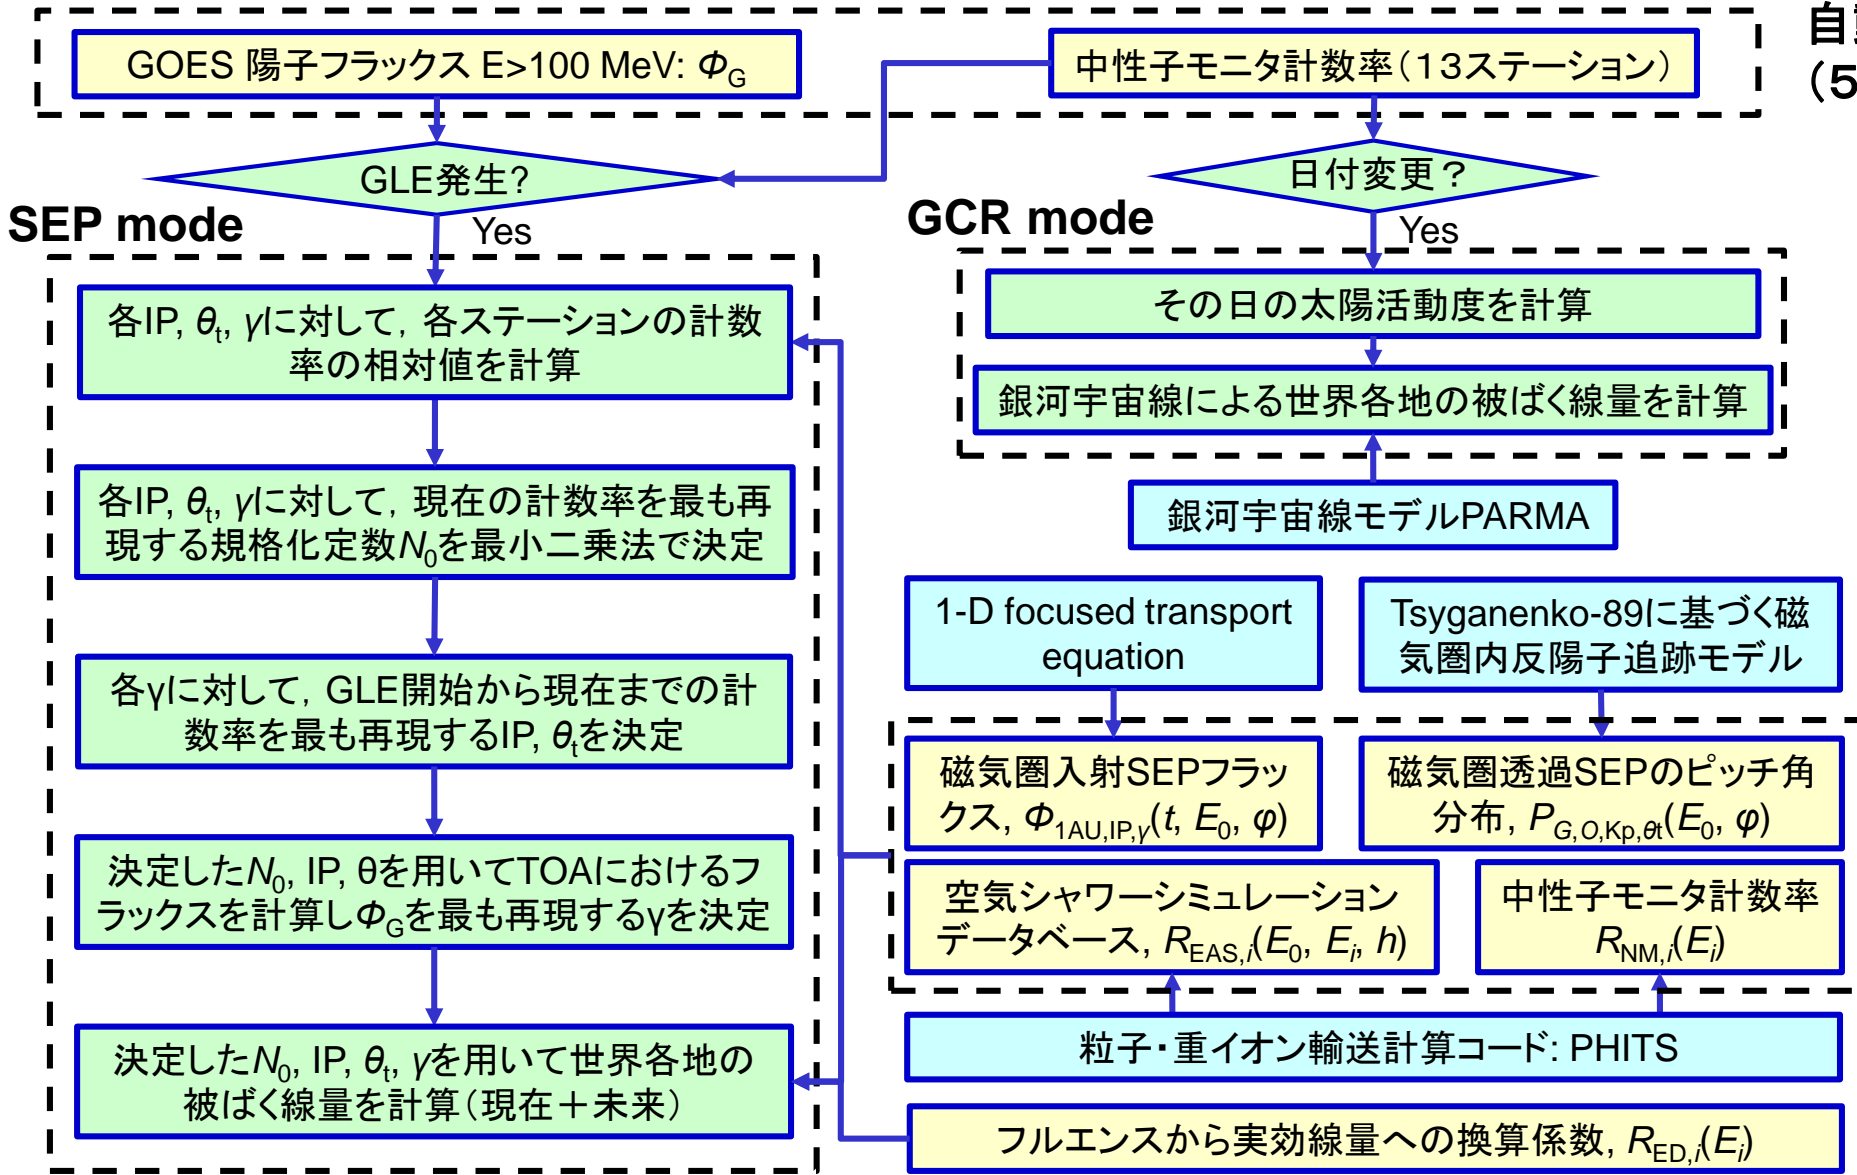 GOES 陽子フラックス E>100 MeV: ΦG
中性子モニタ計数率（１３ステーション）
（５
GLE発生?
日付変更？
SEP mode
Yes
GCR mode
Yes
各IP, θt, γに対して，各ステーションの計数
率の相対値を計算
その日の太陽活動度を計算
銀河宇宙線による世界各地の被ばく線量を計算
銀河宇宙線モデルPARMA
各IP, θt, γに対して，現在の計数率を最も再
現する規格化定数N0を最小二乗法で決定
1-D focused transport
equation
Tsyganenko-89に基づく磁
気圏内反陽子追跡モデル
各γに対して，GLE開始から現在までの計
数率を最も再現するIP, θtを決定
磁気圏入射SEPフラッ
クス, Φ1AU,IP,γ(t, E0, φ)
磁気圏透過SEPのピッチ角
分布, PG,O,Kp,θt(E0, φ)
決定したN0, IP, θを用いてTOAにおけるフ
ラックスを計算しΦGを最も再現するγを決定
空気シャワーシミュレーション
データベース, REAS,i(E0, Ei, h)
中性子モニタ計数率
RNM,i(Ei)
決定したN0, IP, θt, γを用いて世界各地の
被ばく線量を計算（現在＋未来）
粒子・重イオン輸送計算コード: PHITS
フルエンスから実効線量への換算係数, RED,i(Ei)